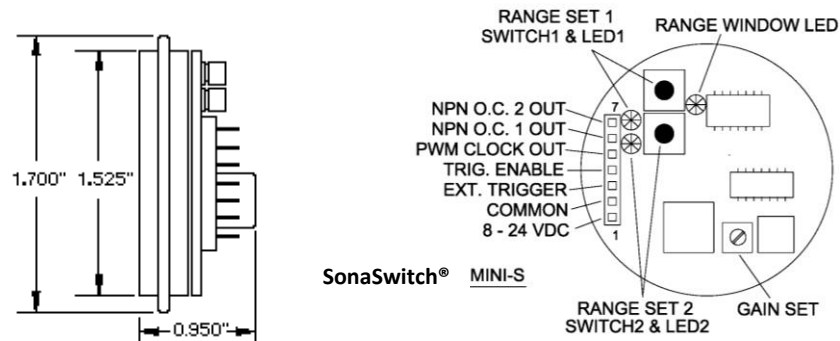 1.700"
1.525"
0.950"
SonaSwitch® MINI-S
RANGE SET 1
SWITCH1 & LED1
RANGE WINDOW LED
7
NPN O.C. 2 OUT
NPN O.C. 1 OUT
PWM CLOCK OUT
TRIG. ENABLE
EXT. TRIGGER
COMMON
8 - 24 VDC
1
RANGE SET 2
SWITCH2 & LED2
GAIN SET